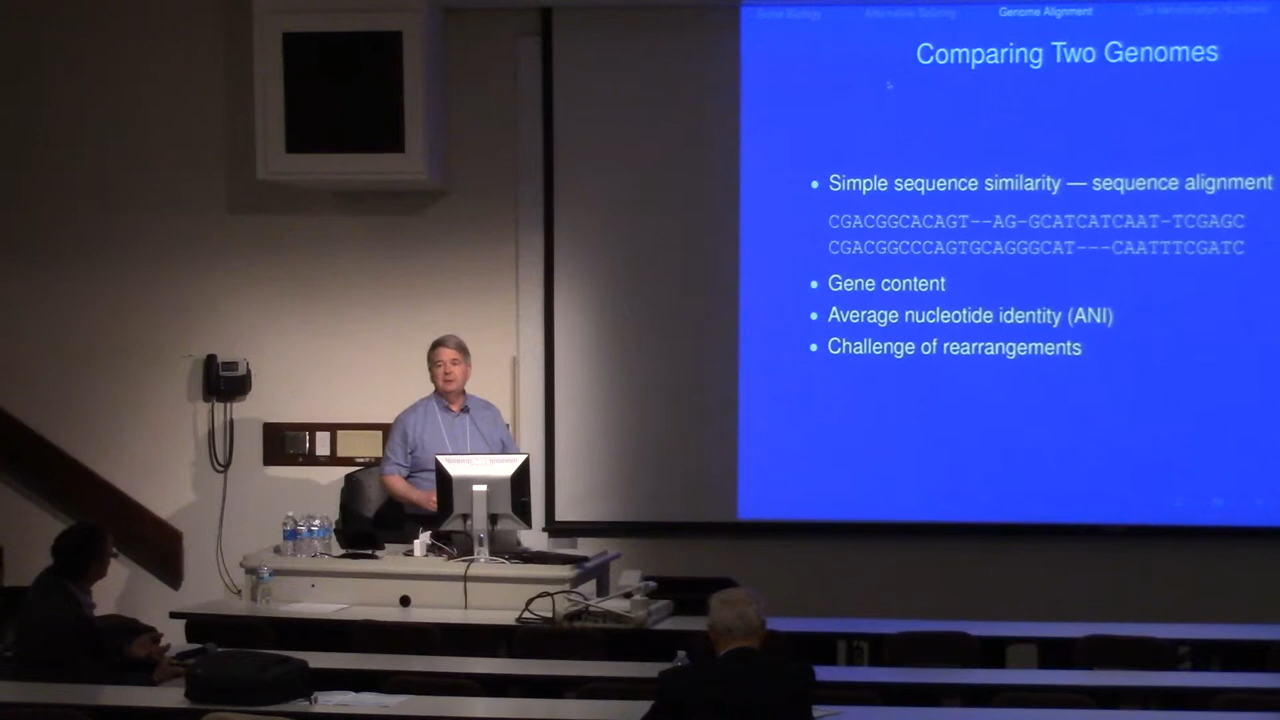 Genome Alignment
Comparing Two Genomes
• Simple sequence similarity — sequence alignment
CGACGGCACAGT--AG-GCATCATCAAT-TCGAGC
CGACGGCCCAGTGCAGGGCAT---CAATTTCGATC
• Gene content
• Average nucleotide identity (ANI)
• Challenge of rearrangements